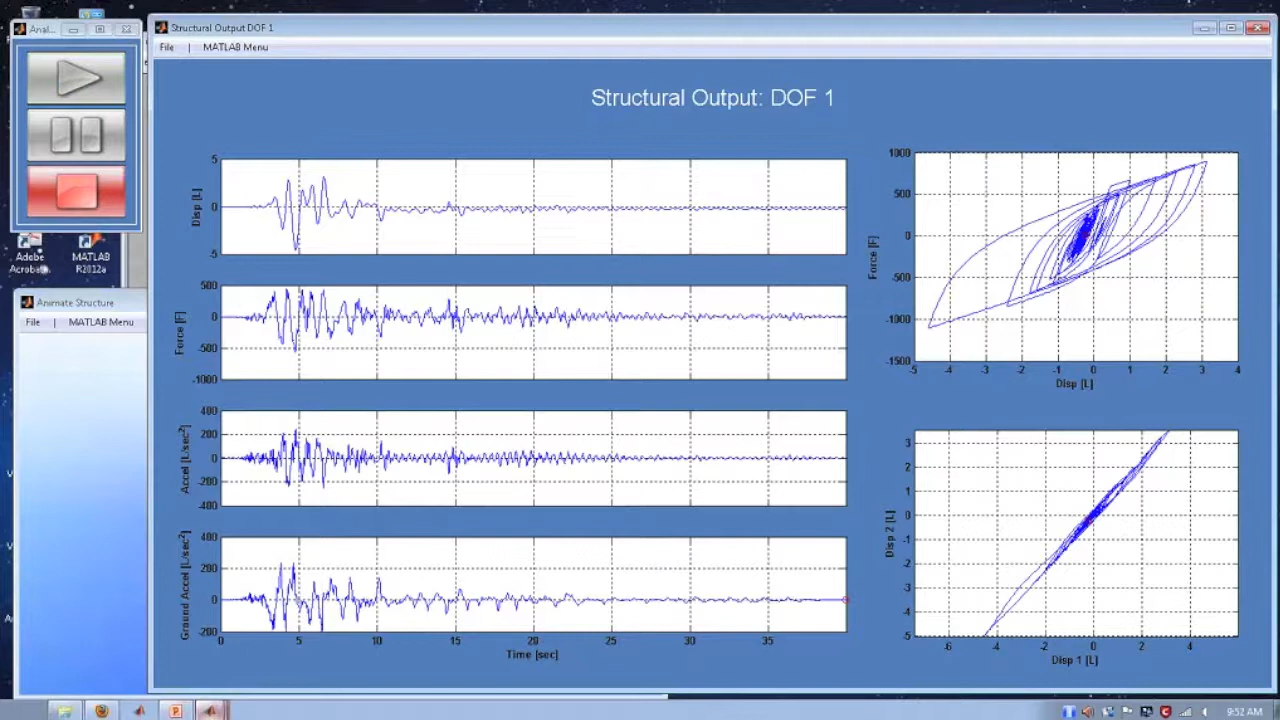 Anal...
Structural Output DOF 1
File | MATLAB Menu
Structural Output: DOF 1
5
0
-5
Disp [L]
500
0
-500
-1000
Force [F]
400
200
0
-200
-400
Accel [L/sec²]
400
200
0
-200
Ground Accel [L/sec²]
0 5 10 15 20 25 30 35
Time [sec]
1000
500
0
-500
-1000
-1500
Force [F]
-5 -4 -3 -2 -1 0 1 2 3 4
Disp [L]
3
2
1
0
-1
-2
-3
-4
-5
Disp 2 [L]
-6 -4 -2 0 2 4
Disp 1 [L]
Adobe
Acrobat
MATLAB
R2012a
Animate Structure
File | MATLAB Menu
9:52 AM